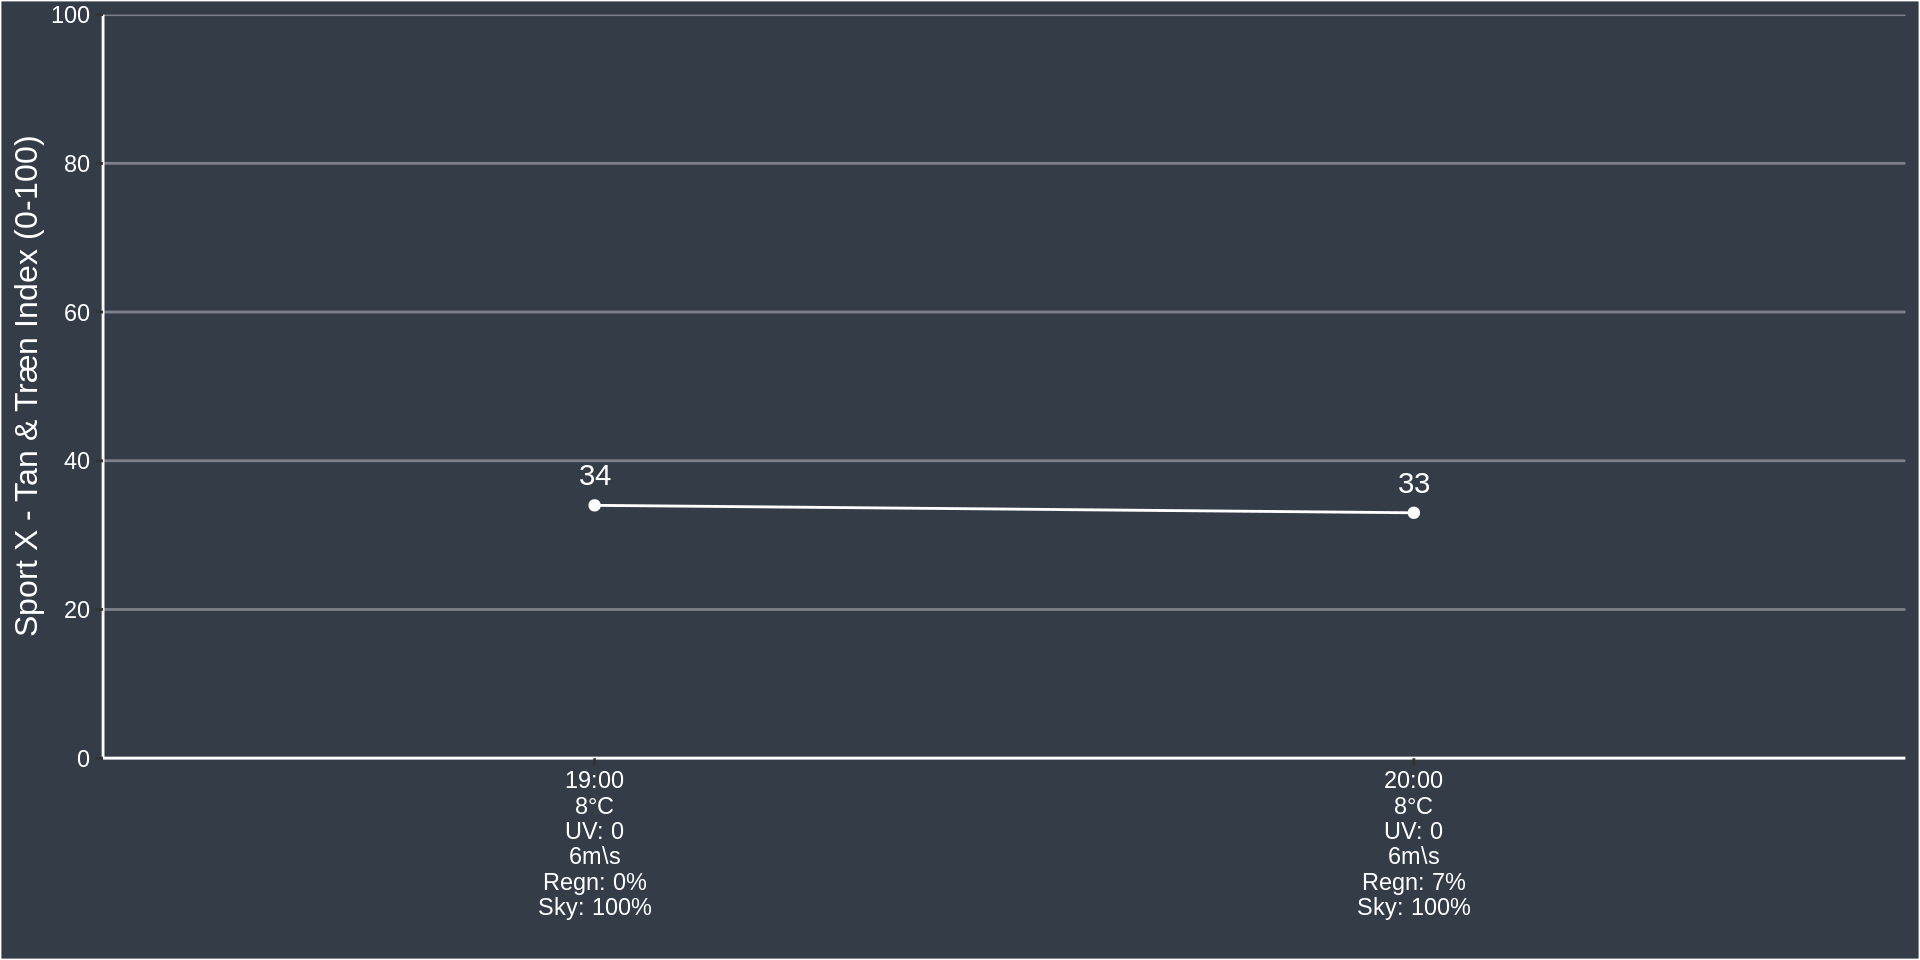 Sport X - Tan & Træn Index (0-100)
100
80
60
40
20
0
34
33
19:00
8°C
UV: 0
6m\s
Regn: 0%
Sky: 100%
20:00
8°C
UV: 0
6m\s
Regn: 7%
Sky: 100%